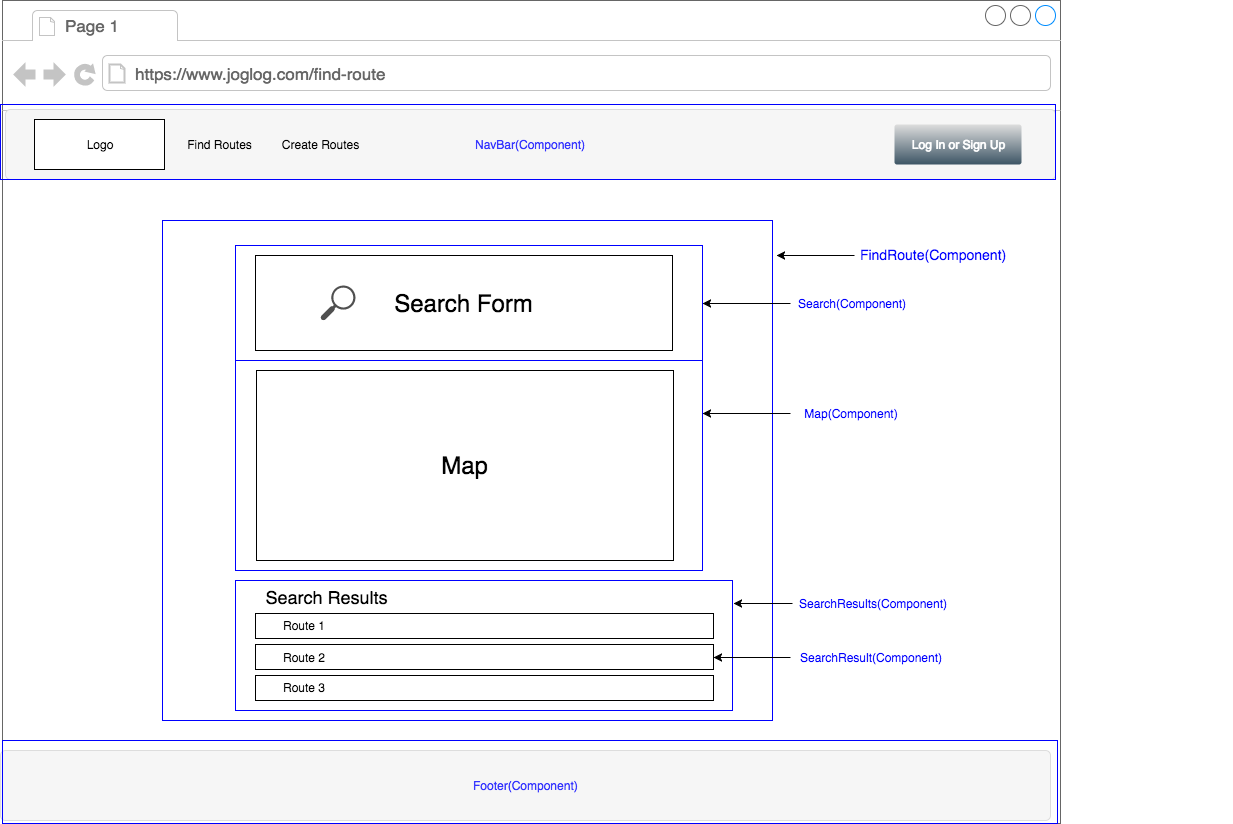 Page 1
https://www.joglog.com/find-route
Logo
Find Routes
Create Routes
NavBar(Component)
Log In or Sign Up
FindRoute(Component)
Search Form
Search(Component)
Map(Component)
Map
Search Results
SearchResults(Component)
Route 1
Route 2
SearchResult(Component)
Route 3
Footer(Component)